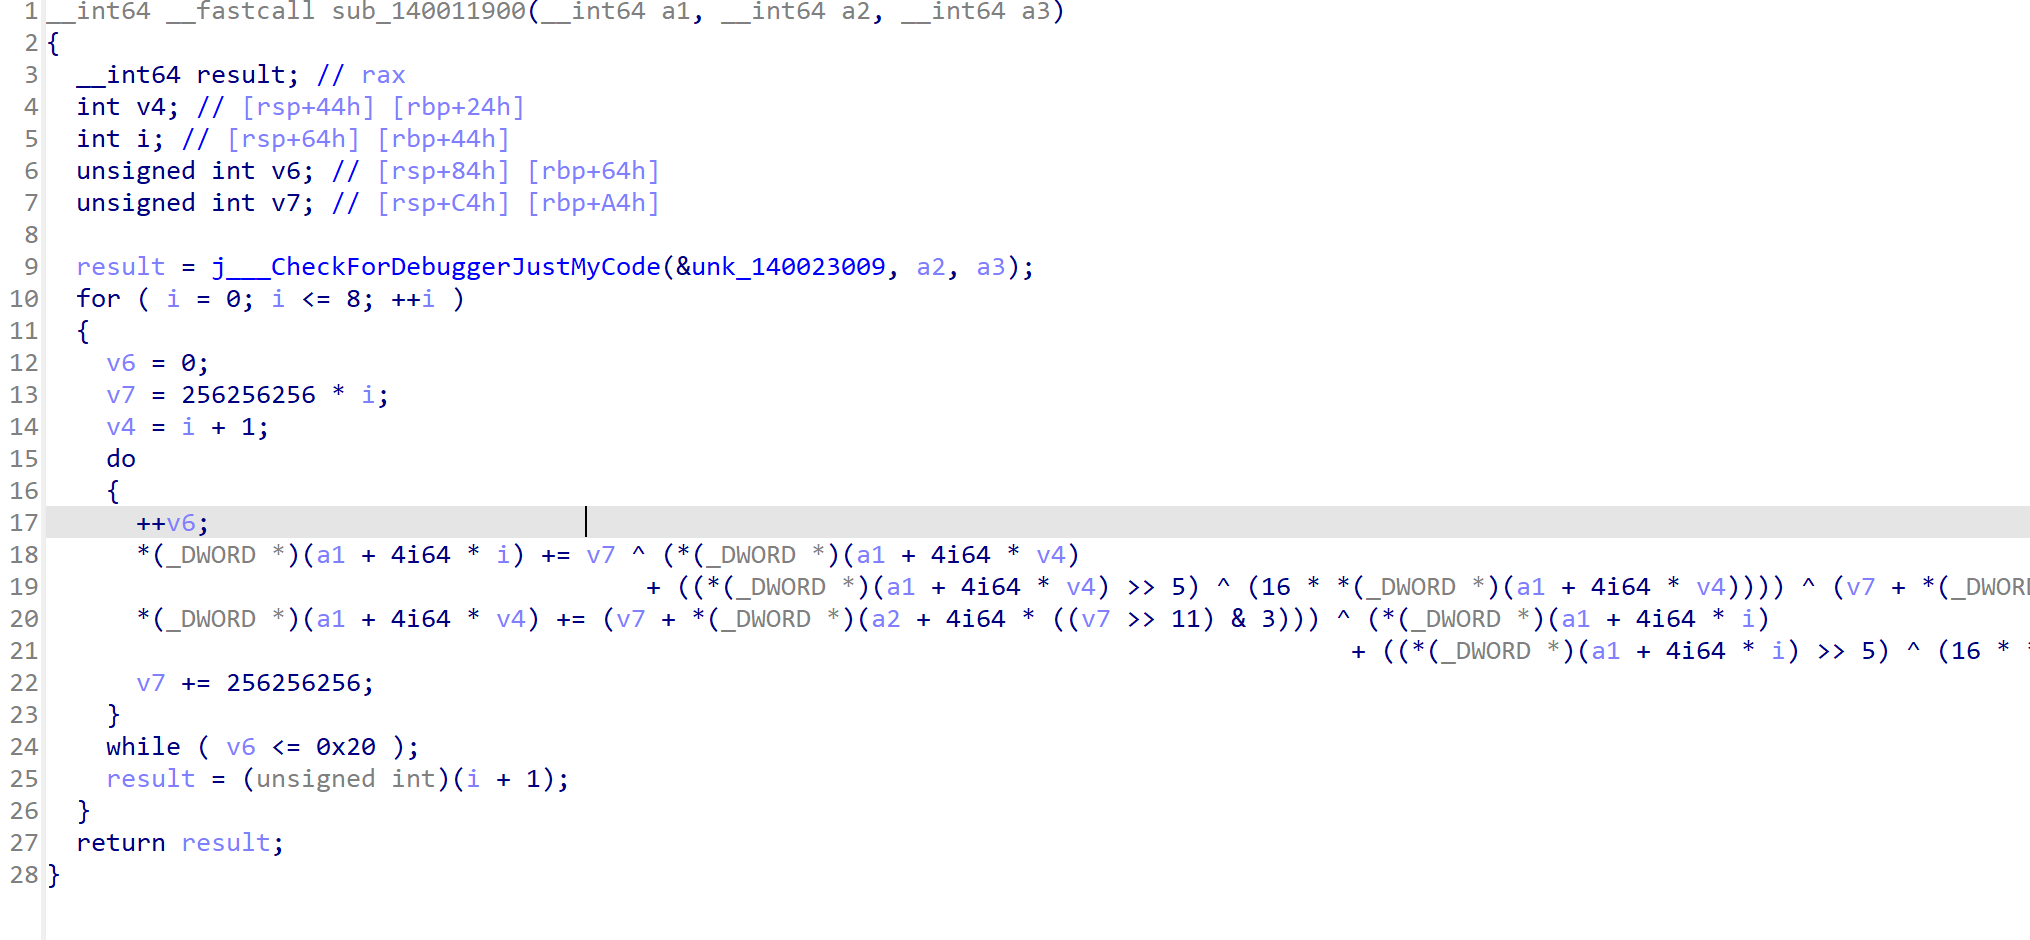 1 __int64 __fastcall sub_140011900(__int64 a1, __int64 a2, __int64 a3)
2 {
3   __int64 result; // rax
4   int v4; // [rsp+44h] [rbp+24h]
5   int i; // [rsp+64h] [rbp+44h]
6   unsigned int v6; // [rsp+84h] [rbp+64h]
7   unsigned int v7; // [rsp+C4h] [rbp+A4h]
8
9   result = j___CheckForDebuggerJustMyCode(&unk_140023009, a2, a3);
10   for ( i = 0; i <= 8; ++i )
11   {
12     v6 = 0;
13     v7 = 256256256 * i;
14     v4 = i + 1;
15     do
16     {
17       ++v6;
18       *(_DWORD *)(a1 + 4i64 * i) += v7 ^ (*(_DWORD *)(a1 + 4i64 * v4)
19                                         + ((*(_DWORD *)(a1 + 4i64 * v4) >> 5) ^ (16 * *(_DWORD *)(a1 + 4i64 * v4)))) ^ (v7 + *(_DWORD
20       *(_DWORD *)(a1 + 4i64 * v4) += (v7 + *(_DWORD *)(a2 + 4i64 * ((v7 >> 11) & 3))) ^ (*(_DWORD *)(a1 + 4i64 * i)
21                                                                                        + ((*(_DWORD *)(a1 + 4i64 * i) >> 5) ^ (16 *
22       v7 += 256256256;
23     }
24     while ( v6 <= 0x20 );
25     result = (unsigned int)(i + 1);
26   }
27   return result;
28 }